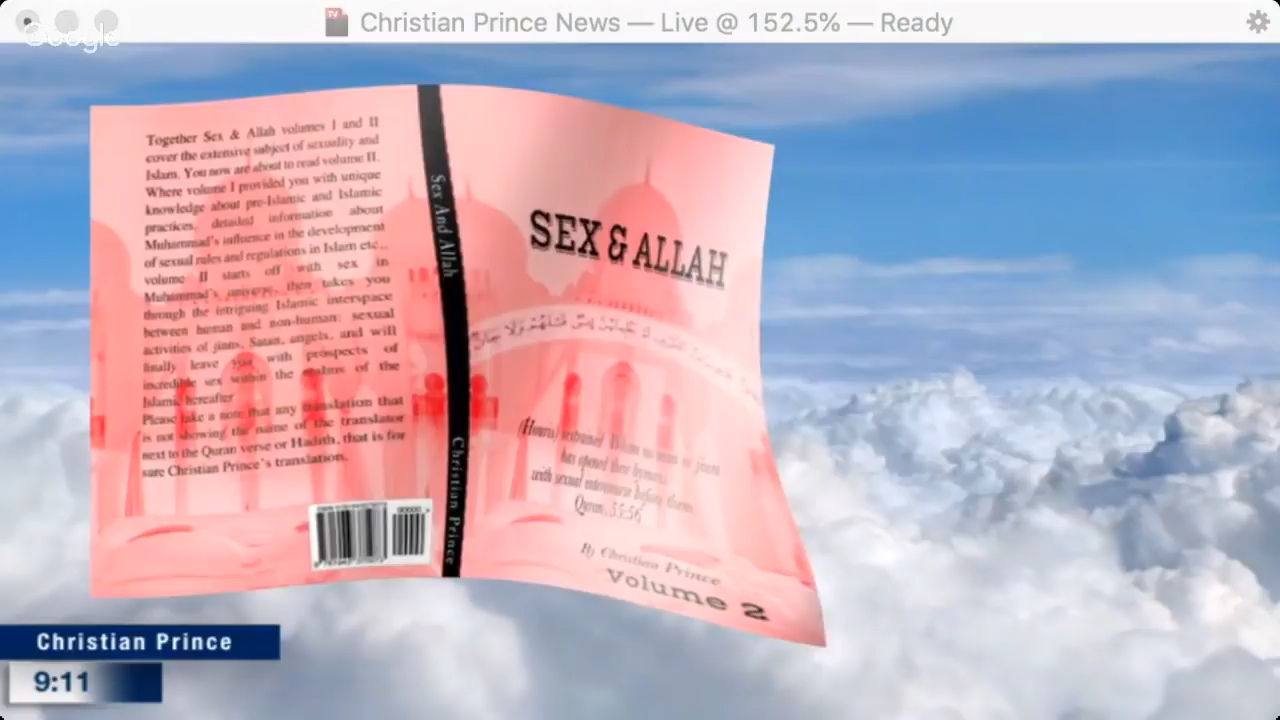 Christian Prince News — Live @ 152.5% — Ready
Google
Together Sex & Allah volumes I and II
cover the extensive subject of sexuality and
Islam. You now are about to read volume II.
Where volume I provided you with unique
knowledge about pre-Islamic and Islamic
practices, detailed information about
Muhammad's influence in the development
of sexual rules and regulations in Islam etc.,
volume II starts off with sex in
Muhammad's universe, then takes you
through the intriguing Islamic interspace
between human and non-human: sexual
activities of jinns, Satan, angels, and will
finally leave you with prospects of
incredible sex within the realms of the
Islamic hereafter
Please take a note that any translation that
is not showing the name of the translator
next to the Quran verse or Hadith, that is for
sure Christian Prince's translation.
Sex And Allah
Christian Prince
SEX & ALLAH
with sexual intercourse before them.
Quran, 55:56
By Christian Prince
Volume 2
Christian Prince
9:11